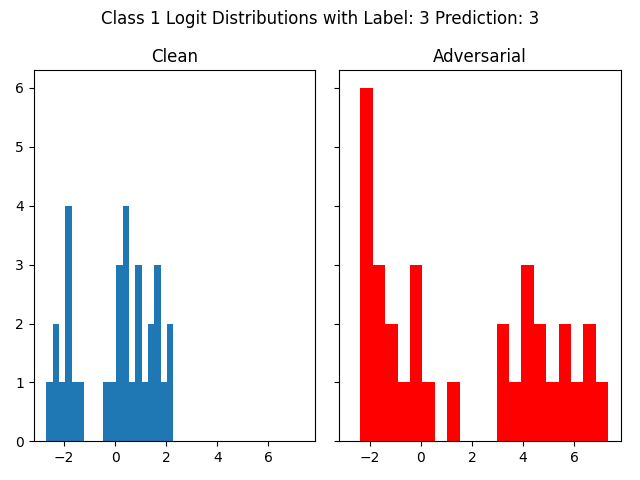 Class 1 Logit Distributions with Label: 3 Prediction: 3
Clean
Adversarial
6
5
4
3
2
1
0
−2 0 2 4 6
−2 0 2 4 6